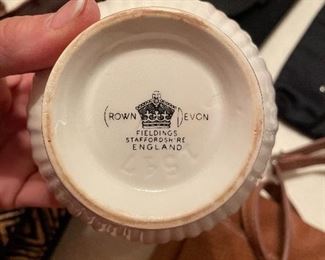 CROWN DEVON
FIELDINGS
STAFFORDSHIRE
ENGLAND